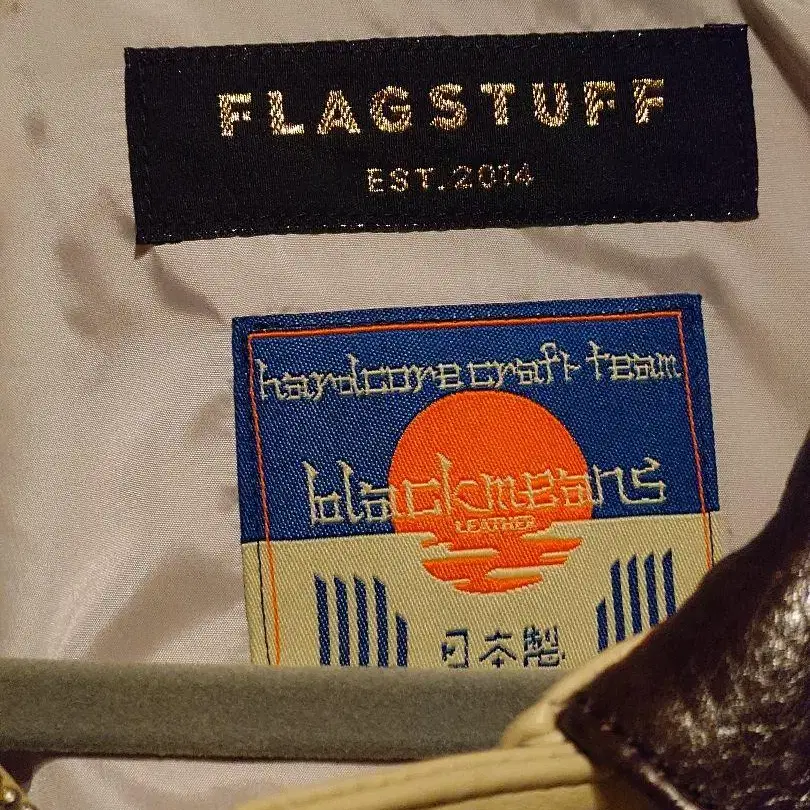 FLAGSTUFF
EST.2014
hardcore craft team
blackmeans
LEATHER
日本製